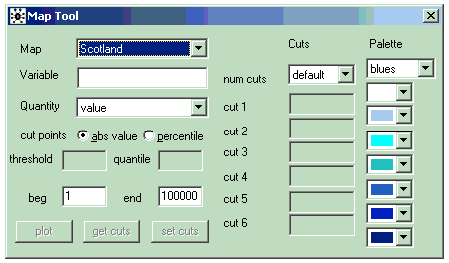 Map Tool
Cuts Palette
Map Scotland
Variable num cuts default blues
Quantity value cut 1
cut points abs value percentile cut 2
threshold quantile cut 3
cut 4
beg 1 end 100000 cut 5
plot get cuts set cuts cut 6